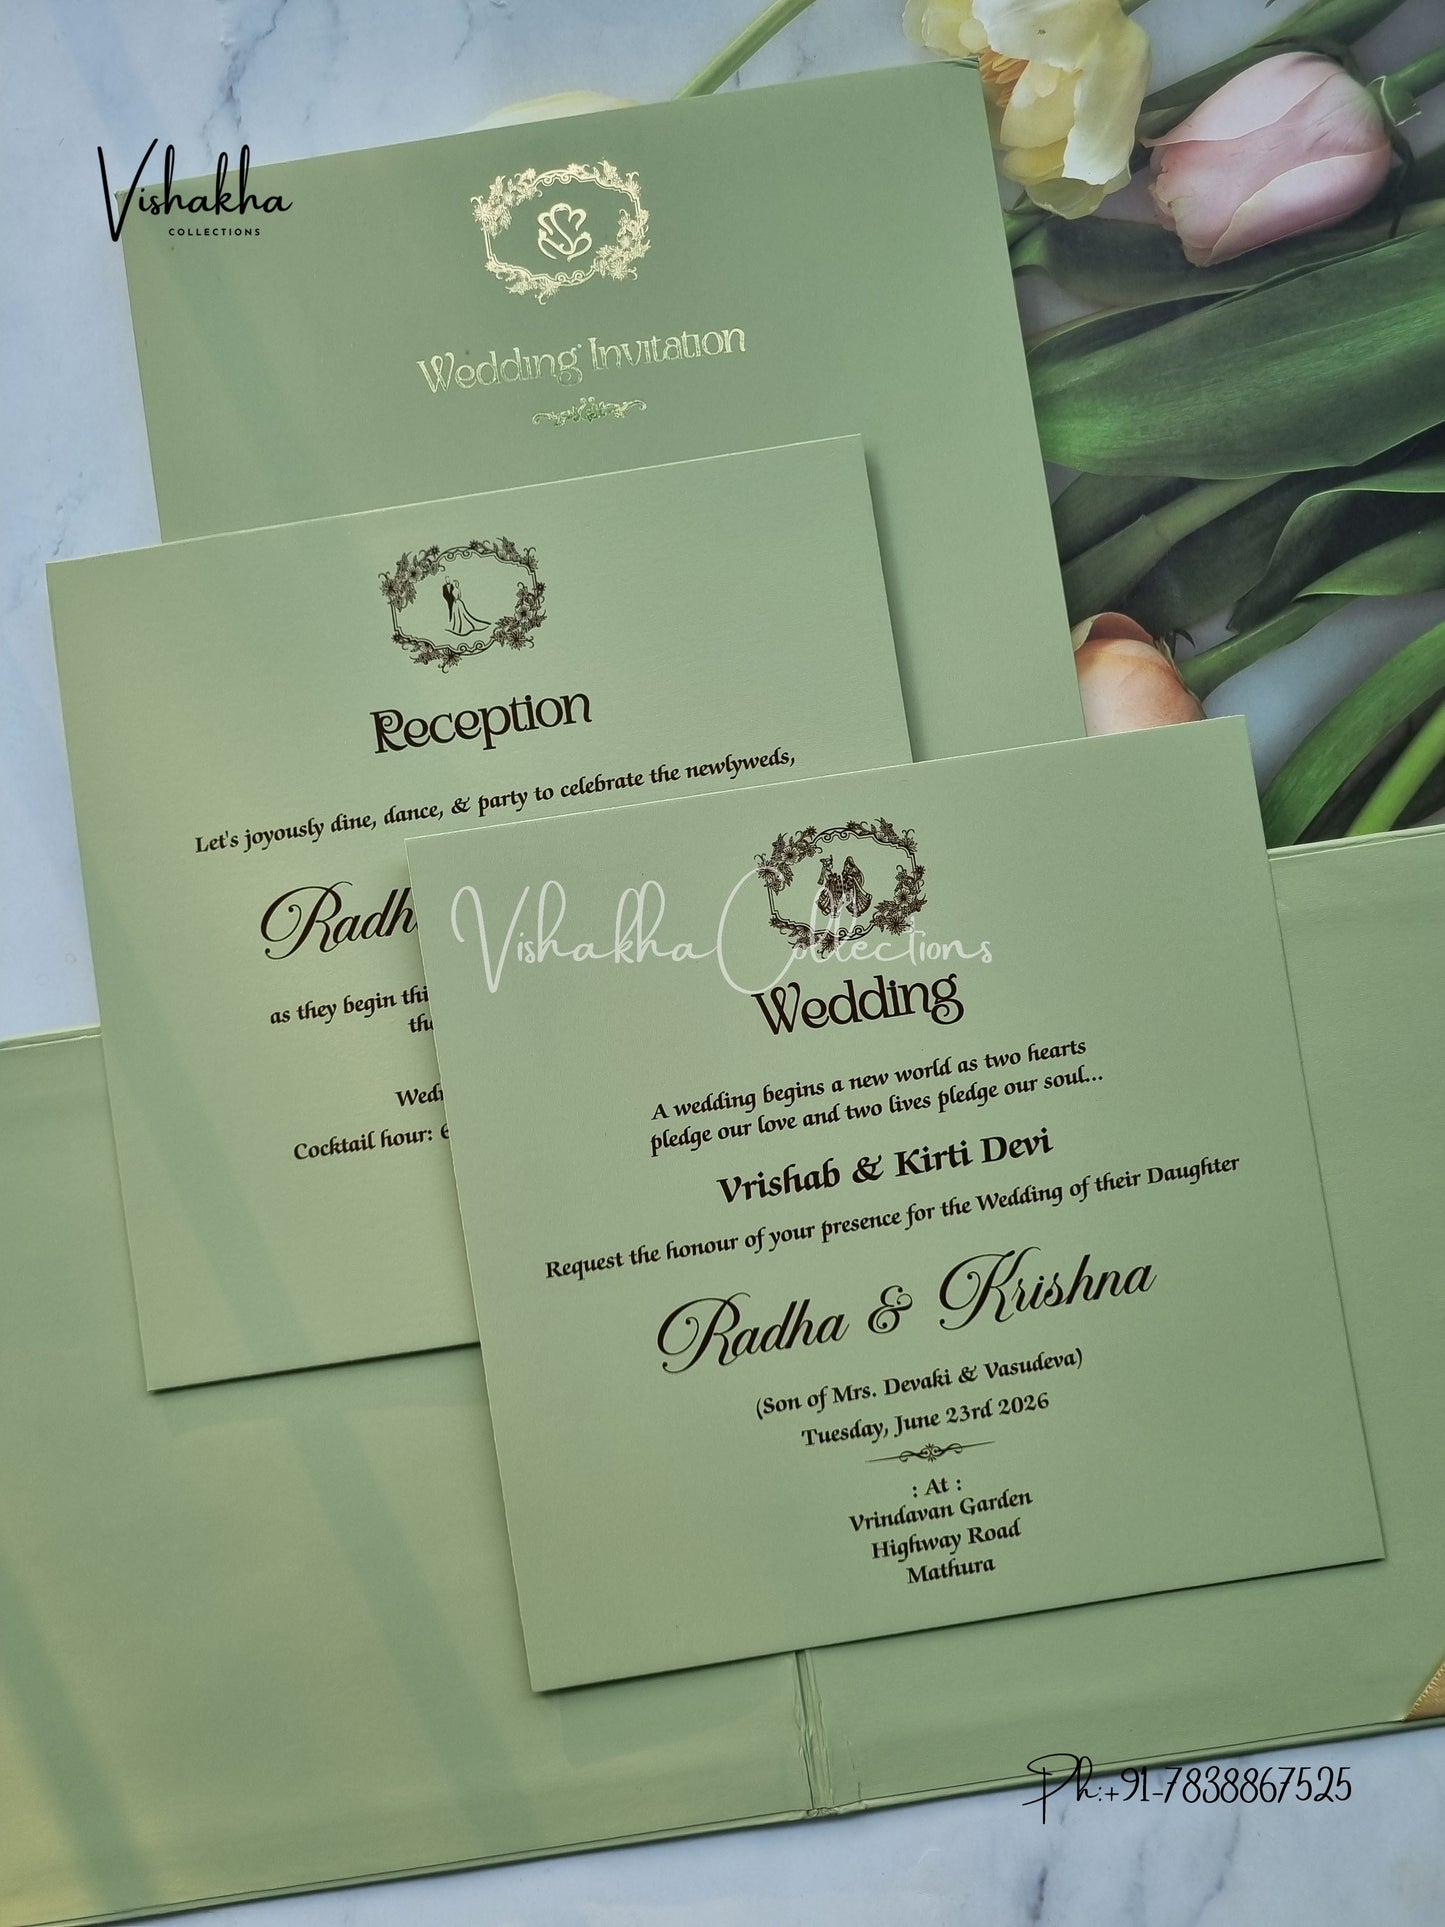 Vishakha
COLLECTIONS
Wedding Invitation
Reception
Let's joyously dine, dance, & party to celebrate the newlyweds,
as they begin
Cocktail hour:
Vishakha Collections
Wedding
A wedding begins a new world as two hearts
pledge our love and two lives pledge our soul...
Vrishab & Kirti Devi
Request the honour of your presence for the Wedding of their Daughter
Radha & Krishna
(Son of Mrs. Devaki & Vasudeva)
Tuesday, June 23rd 2026
: At :
Vrindavan Garden
Highway Road
Mathura
Ph:+91-7838867525